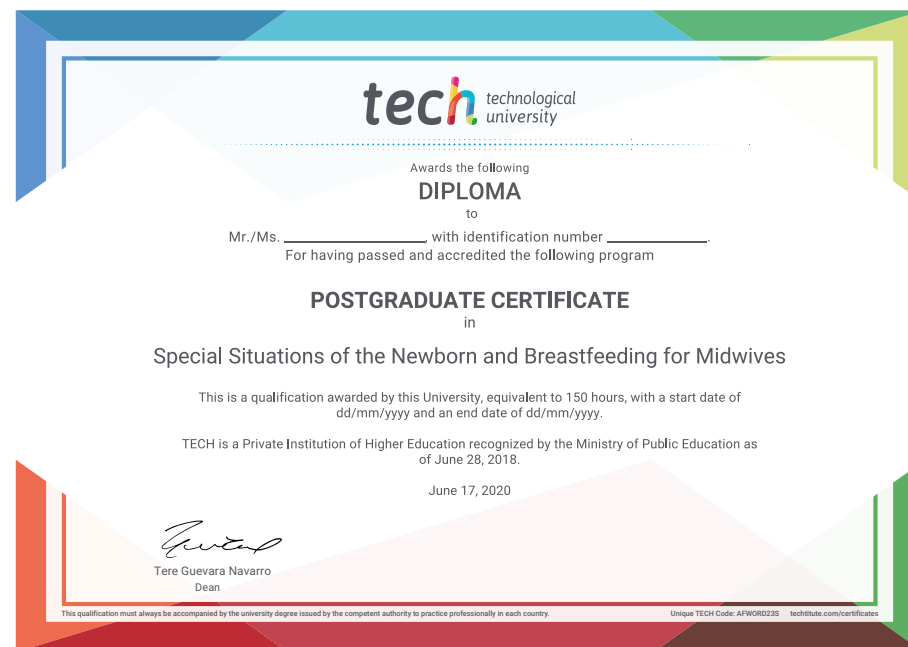 tech technological
university
Awards the following
DIPLOMA
to
Mr./Ms. ____________, with identification number ____________.
For having passed and accredited the following program
POSTGRADUATE CERTIFICATE
in
Special Situations of the Newborn and Breastfeeding for Midwives
This is a qualification awarded by this University, equivalent to 150 hours, with a start date of
dd/mm/yyyy and an end date of dd/mm/yyyy.
TECH is a Private Institution of Higher Education recognized by the Ministry of Public Education as
of June 28, 2018.
June 17, 2020
Tere Guevara Navarro
Dean
This qualification must always be accompanied by the university degree issued by the competent authority to practice professionally in each country. Unique TECH Code: AFWORD23S techtitute.com/certificates